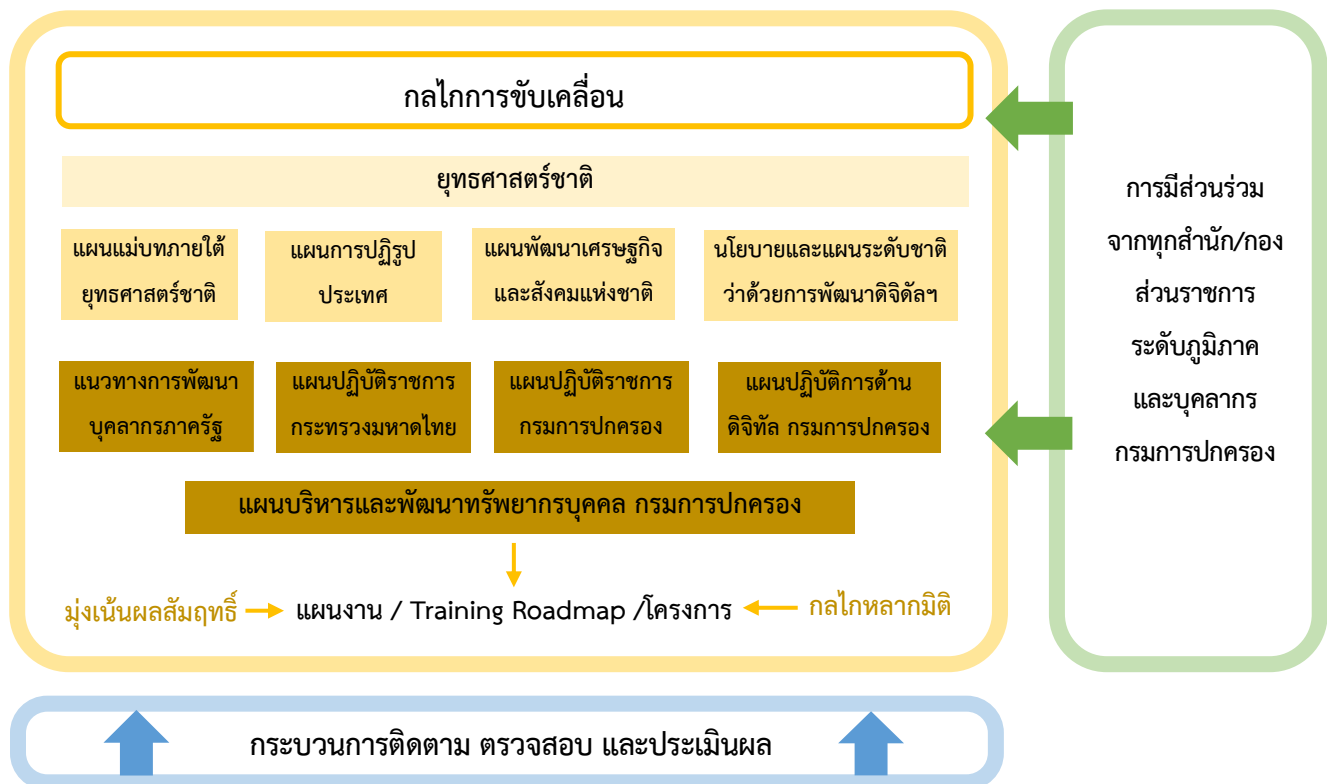 กลไกการขับเคลื่อน
ยุทธศาสตร์ชาติ
แผนแม่บทภายใต้
ยุทธศาสตร์ชาติ
แผนการปฏิรูป
ประเทศ
แผนพัฒนาเศรษฐกิจ
และสังคมแห่งชาติ
นโยบายและแผนระดับชาติ
ว่าด้วยการพัฒนาดิจิดัลฯ
แนวทางการพัฒนา
บุคลากรภาครัฐ
แผนปฏิบัติราชการ
กระทรวงมหาดไทย
แผนปฏิบัติราชการ
กรมการปกครอง
แผนปฏิบัติการด้าน
ดิจิทัล กรมการปกครอง
แผนบริหารและพัฒนาทรัพยากรบุคคล กรมการปกครอง
มุ่งเน้นผลสัมฤทธิ์
แผนงาน / Training Roadmap /โครงการ
กลไกหลากมิติ
การมีส่วนร่วม
จากทุกสำนัก/กอง
ส่วนราชการ
ระดับภูมิภาค
และบุคลากร
กรมการปกครอง
กระบวนการติดตาม ตรวจสอบ และประเมินผล